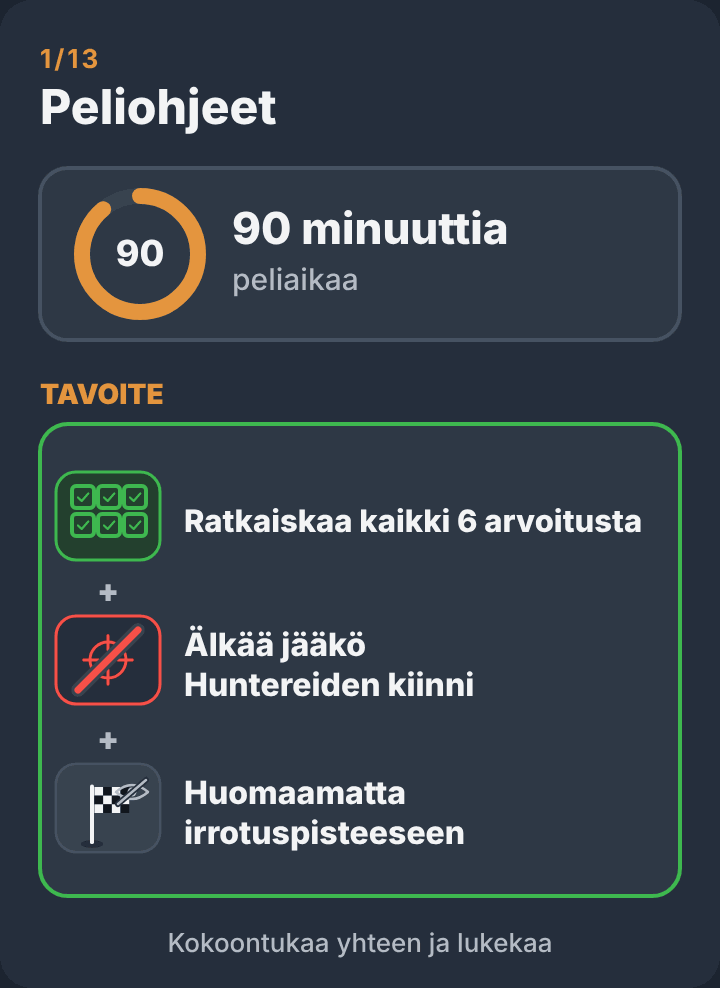 1/13
Peliohjeet
90
90 minuuttia
peliaikaa
TAVOITE
Ratkaiskaa kaikki 6 arvoitusta
+
Älkää jääkö
Huntereiden kiinni
+
Huomaamatta
irrotuspisteeseen
Kokoontukaa yhteen ja lukekaa